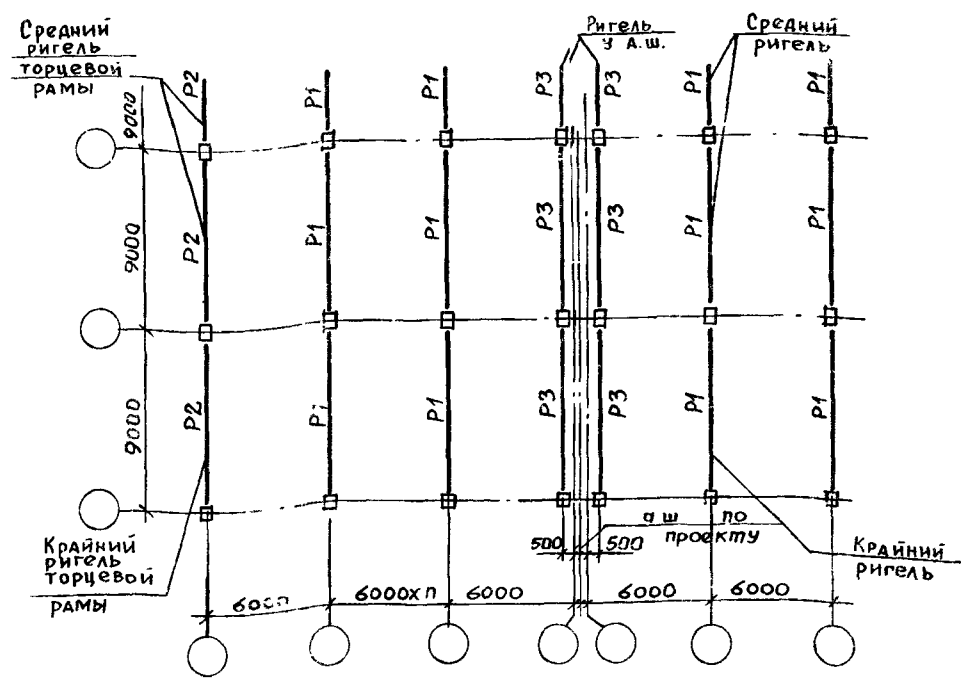 Средний
ригель
торцевой
рамы
Ригель
у А.Ш.
Средний
ригель
Р2 Р1 Р1 Р3 Р3 Р1 Р1
9000
Р2 Р1 Р1 Р3 Р3 Р1 Р1
9000
Р2 Р1 Р1 Р3 Р3 Р1 Р1
9000
Крайний
ригель
торцевой
рамы
500 500
а ш по
проекту
Крайний
ригель
6000хп 6000 6000 6000